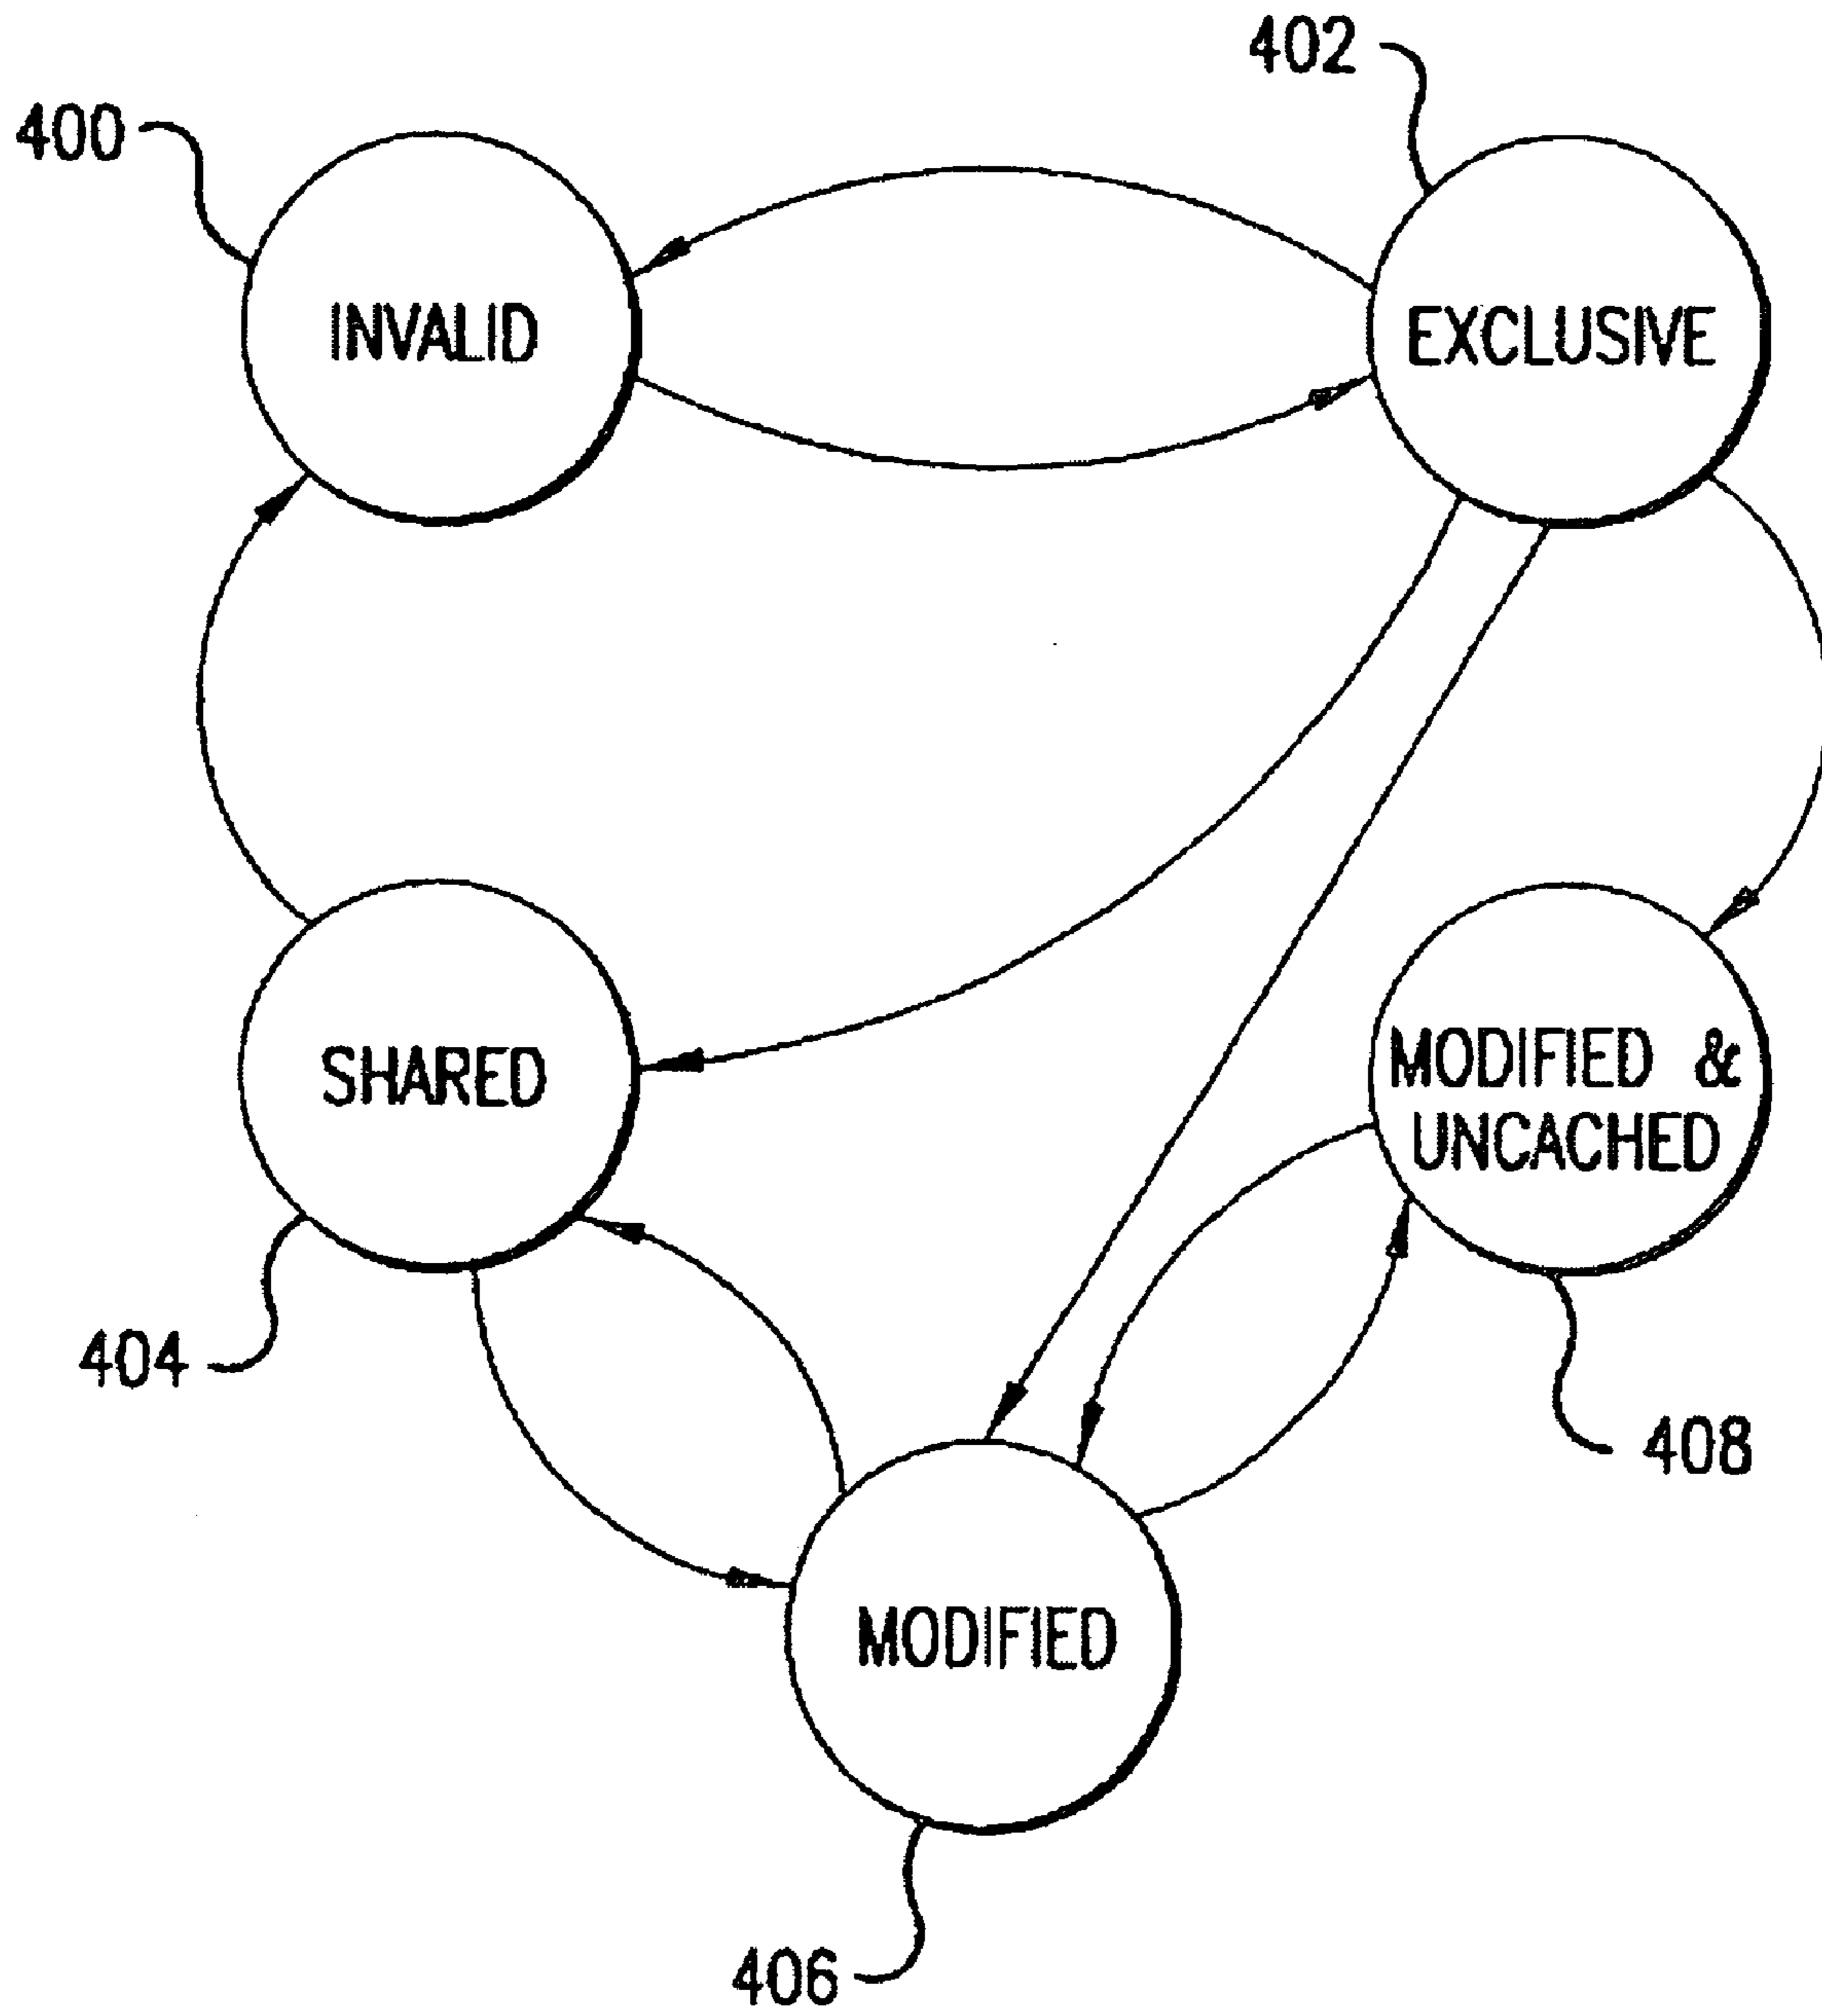 402
400
INVALID
EXCLUSIVE
SHARED
MODIFIED &
UNCACHED
404
408
MODIFIED
406